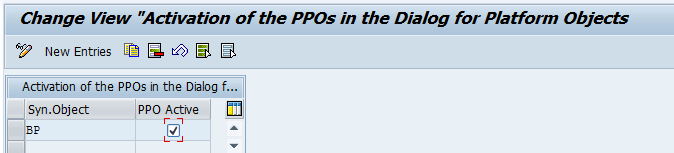 Change View "Activation of the PPOs in the Dialog for Platform Objects
New Entries
Activation of the PPOs in the Dialog f...
Syn.Object PPO Active
BP